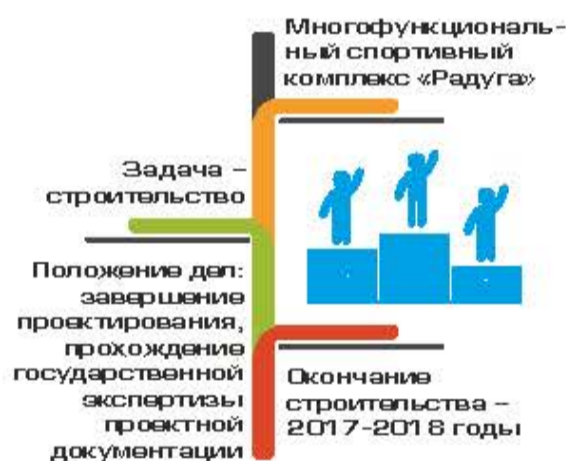 Многофункциональ-
ный спортивный
комплекс «Радуга»
Задача –
строительство
Положение дел:
завершение
проектирования,
прохождение
государственной
экспертизы
проектной
документации
Окончание
строительства –
2017-2018 годы